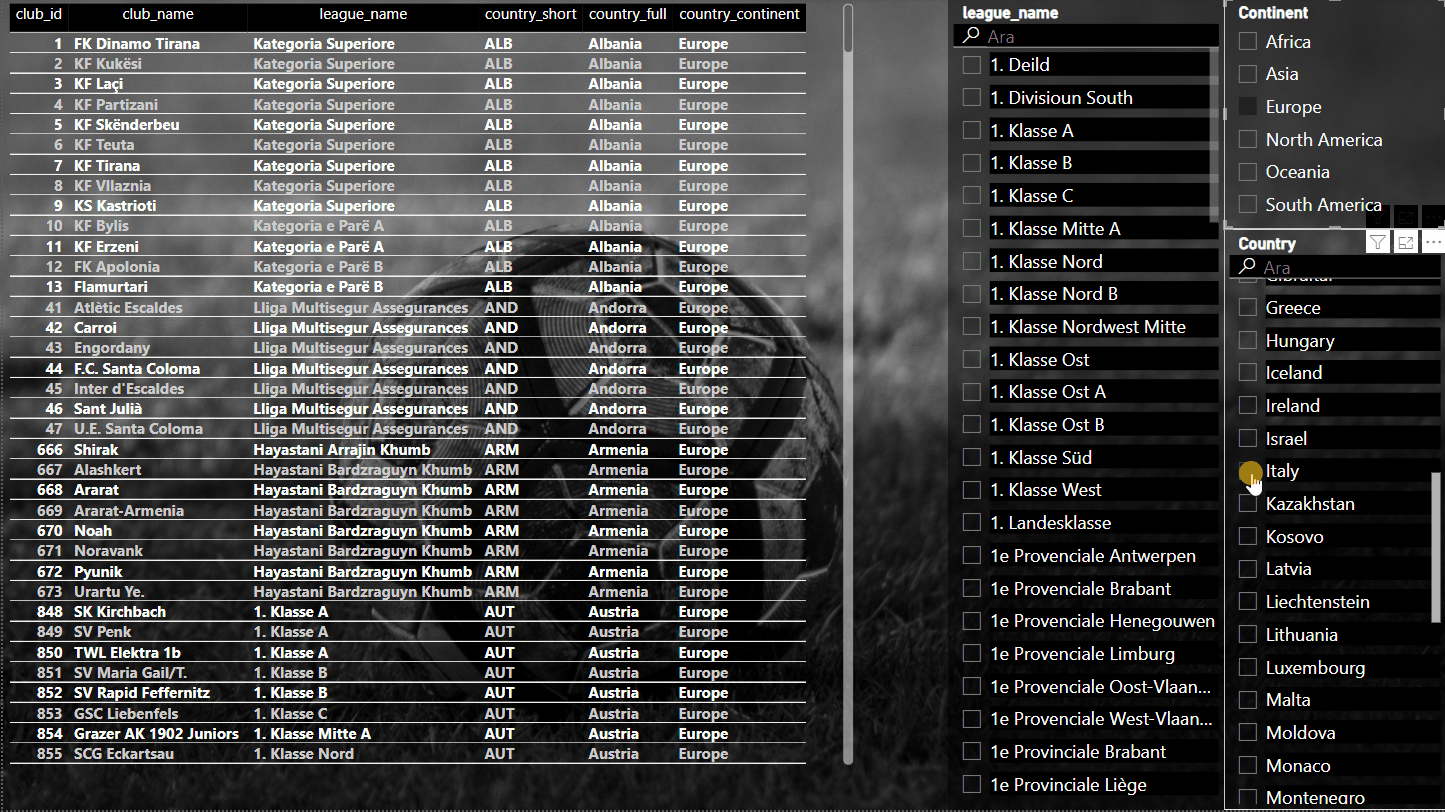 club_id club_name league_name country_short country_full country_continent
1 FK Dinamo Tirana Kategoria Superiore ALB Albania Europe
2 KF Kukësi Kategoria Superiore ALB Albania Europe
3 KF Laçi Kategoria Superiore ALB Albania Europe
4 KF Partizani Kategoria Superiore ALB Albania Europe
5 KF Skënderbeu Kategoria Superiore ALB Albania Europe
6 KF Teuta Kategoria Superiore ALB Albania Europe
7 KF Tirana Kategoria Superiore ALB Albania Europe
8 KF Vllaznia Kategoria Superiore ALB Albania Europe
9 KS Kastrioti Kategoria Superiore ALB Albania Europe
10 KF Bylis Kategoria e Parë A ALB Albania Europe
11 KF Erzeni Kategoria e Parë A ALB Albania Europe
12 FK Apolonia Kategoria e Parë B ALB Albania Europe
13 Flamurtari Kategoria e Parë B ALB Albania Europe
41 Atlètic Escaldes Lliga Multisegur Assegurances AND Andorra Europe
42 Carroi Lliga Multisegur Assegurances AND Andorra Europe
43 Engordany Lliga Multisegur Assegurances AND Andorra Europe
44 F.C. Santa Coloma Lliga Multisegur Assegurances AND Andorra Europe
45 Inter d'Escaldes Lliga Multisegur Assegurances AND Andorra Europe
46 Sant Julià Lliga Multisegur Assegurances AND Andorra Europe
47 U.E. Santa Coloma Lliga Multisegur Assegurances AND Andorra Europe
666 Shirak Hayastani Arrajin Khumb ARM Armenia Europe
667 Alashkert Hayastani Bardzraguyn Khumb ARM Armenia Europe
668 Ararat Hayastani Bardzraguyn Khumb ARM Armenia Europe
669 Ararat-Armenia Hayastani Bardzraguyn Khumb ARM Armenia Europe
670 Noah Hayastani Bardzraguyn Khumb ARM Armenia Europe
671 Noravank Hayastani Bardzraguyn Khumb ARM Armenia Europe
672 Pyunik Hayastani Bardzraguyn Khumb ARM Armenia Europe
673 Urartu Ye. Hayastani Bardzraguyn Khumb ARM Armenia Europe
848 SK Kirchbach 1. Klasse A AUT Austria Europe
849 SV Penk 1. Klasse A AUT Austria Europe
850 TWL Elektra 1b 1. Klasse A AUT Austria Europe
851 SV Maria Gail/T. 1. Klasse B AUT Austria Europe
852 SV Rapid Feffernitz 1. Klasse B AUT Austria Europe
853 GSC Liebenfels 1. Klasse C AUT Austria Europe
854 Grazer AK 1902 Juniors 1. Klasse Mitte A AUT Austria Europe
855 SCG Eckartsau 1. Klasse Nord AUT Austria Europe
league_name
Ara
1. Deild
1. Divisioun South
1. Klasse A
1. Klasse B
1. Klasse C
1. Klasse Mitte A
1. Klasse Nord
1. Klasse Nord B
1. Klasse Nordwest Mitte
1. Klasse Ost
1. Klasse Ost A
1. Klasse Ost B
1. Klasse Süd
1. Klasse West
1. Landesklasse
1e Provenciale Antwerpen
1e Provenciale Brabant
1e Provenciale Henegouwen
1e Provenciale Limburg
1e Provenciale Oost-Vlaan...
1e Provenciale West-Vlaan...
1e Provinciale Brabant
1e Provinciale Liège
Continent
Africa
Asia
Europe
North America
Oceania
South America
Country
Ara
Gibraltar
Greece
Hungary
Iceland
Ireland
Israel
Italy
Kazakhstan
Kosovo
Latvia
Liechtenstein
Lithuania
Luxembourg
Malta
Moldova
Monaco
Montenegro